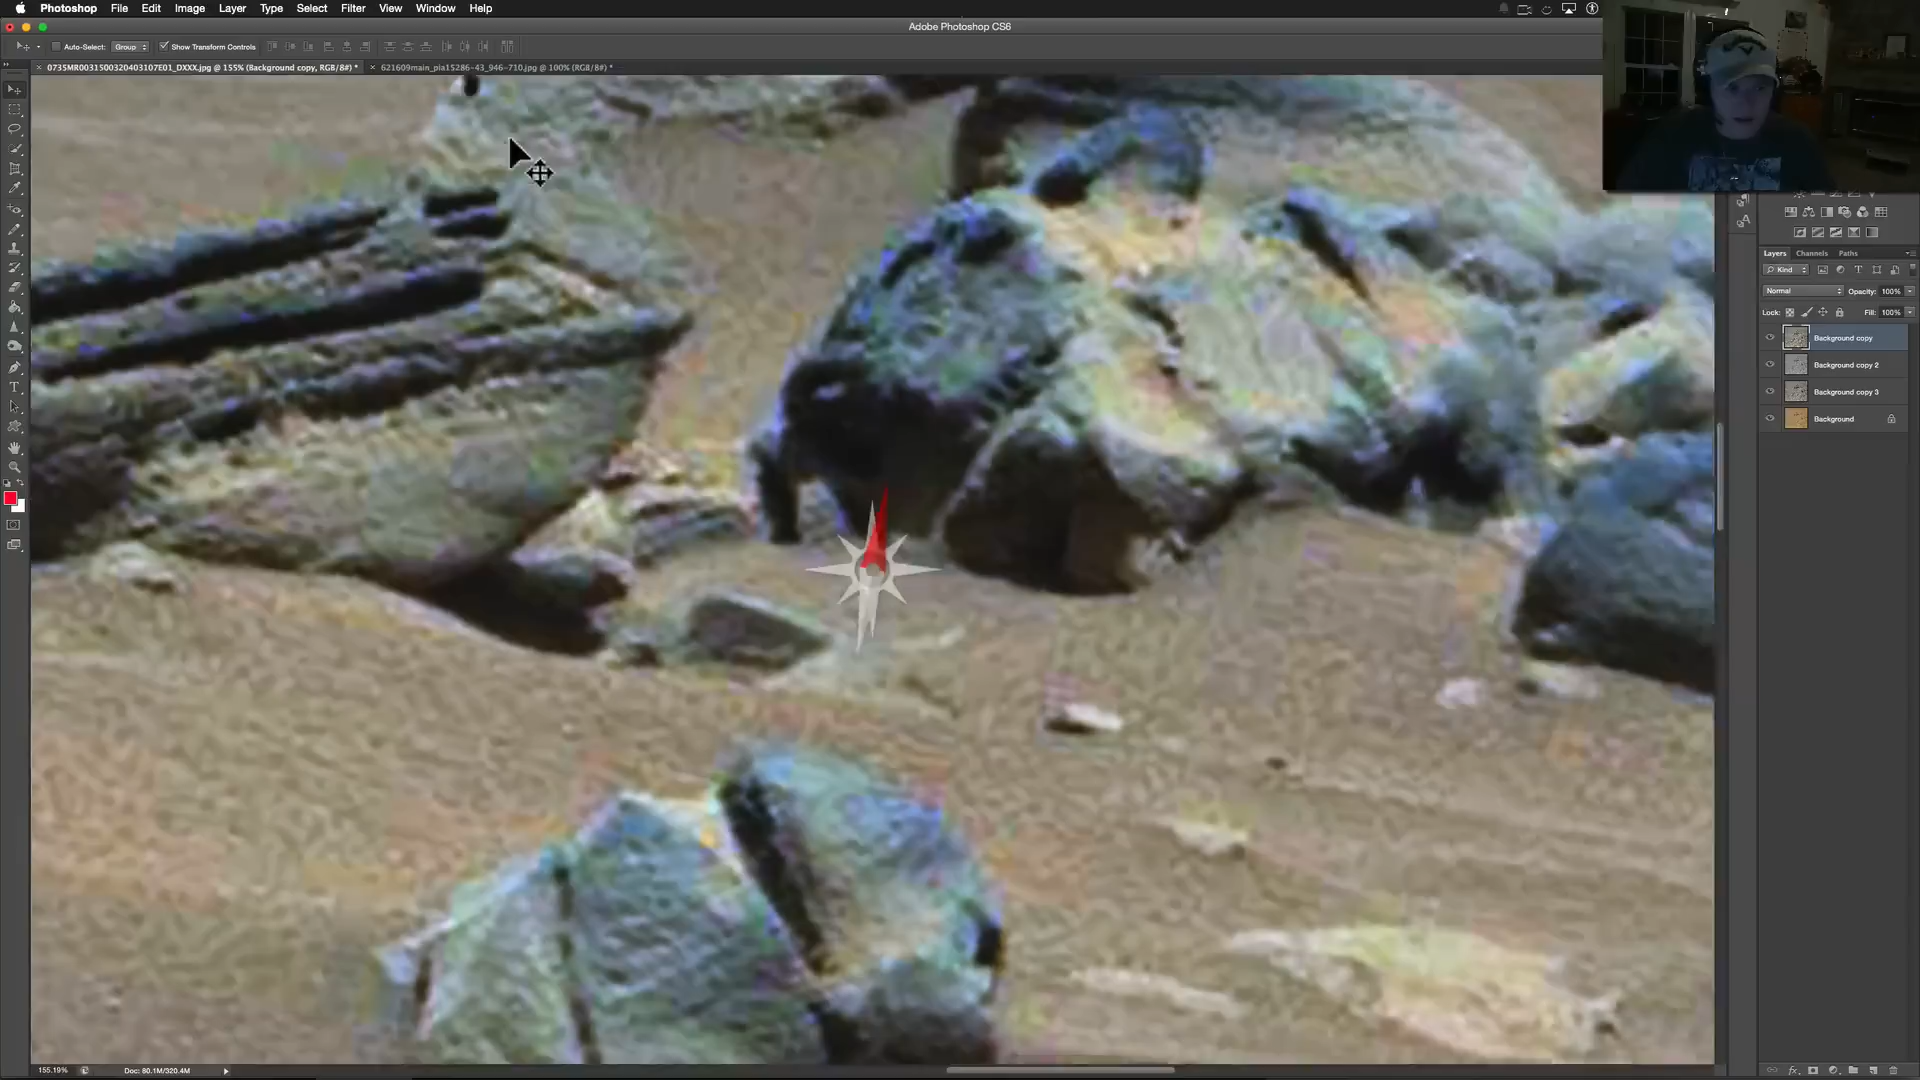 Photoshop File Edit Image Layer Type Select Filter View Window Help
Adobe Photoshop CS6
Auto-Select: Group Show Transform Controls
× 0735MR0031500320403107E01_DXXX.jpg @ 155% (Background copy, RGB/8#) * × 621609main_pia15286-43_946-710.jpg @ 100% (RGB/8#) *
Layers Channels Paths
Kind
Normal Opacity: 100%
Lock: Fill: 100%
Background copy
Background copy 2
Background copy 3
Background
155.19% Doc: 80.1M/320.4M